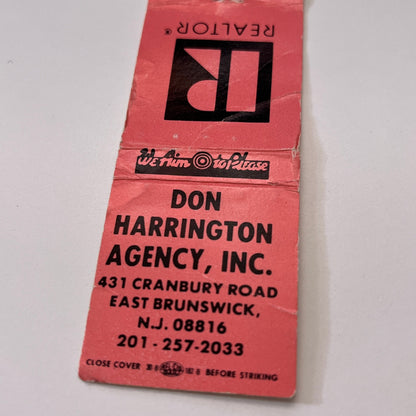 REALTOR®
R
We Aim to Please
DON
HARRINGTON
AGENCY, INC.
431 CRANBURY ROAD
EAST BRUNSWICK,
N.J. 08816
201-257-2033
CLOSE COVER BEFORE STRIKING